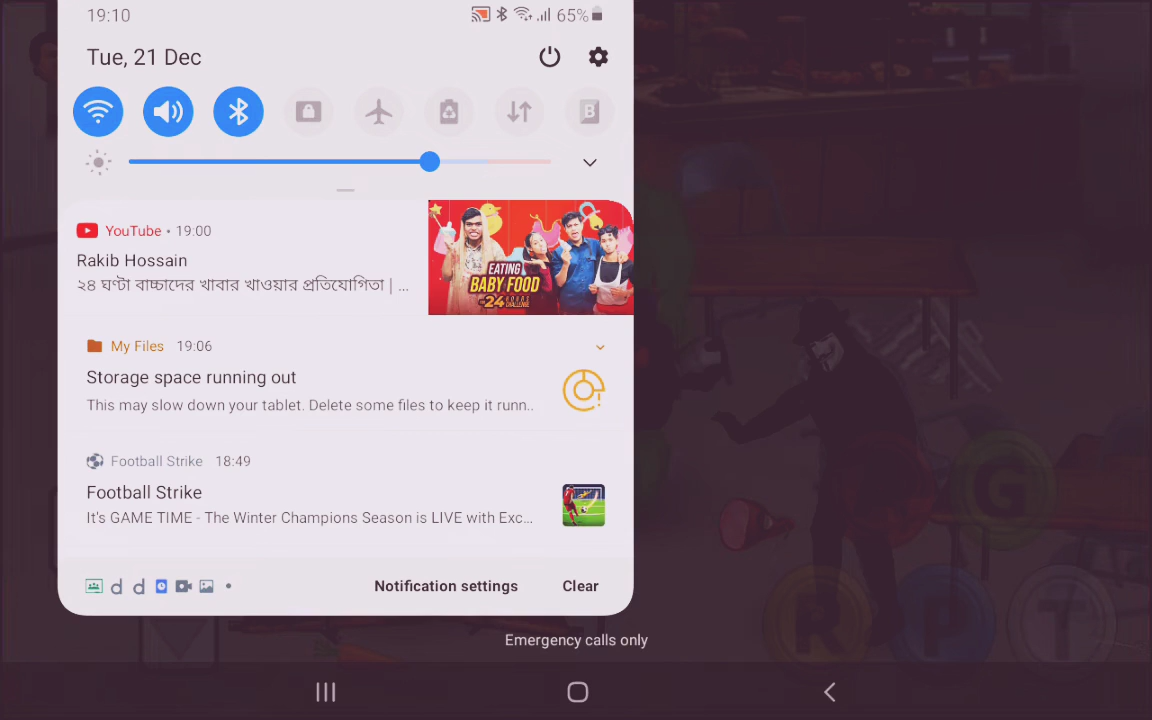 19:10
65%
Tue, 21 Dec
B
YouTube • 19:00
Rakib Hossain
২৪ ঘণ্টা বাচ্চাদের খাবার খাওয়ার প্রতিযোগিতা | ...
EATING
BABY FOOD
24 HOURS
CHALLENGE
My Files 19:06
Storage space running out
This may slow down your tablet. Delete some files to keep it runn..
Football Strike 18:49
Football Strike
It's GAME TIME - The Winter Champions Season is LIVE with Exc...
d d
Notification settings
Clear
Emergency calls only
G
R
P
T